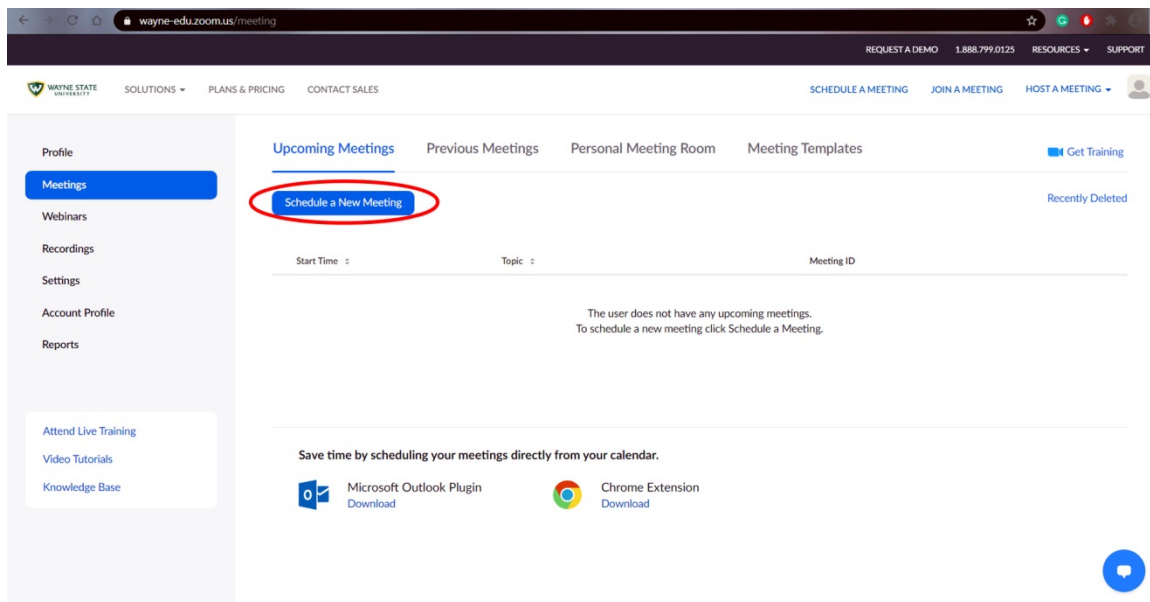 wayne-edu.zoom.us/meeting
REQUEST A DEMO 1.888.799.0125 RESOURCES SUPPORT
WAYNE STATE
UNIVERSITY
SOLUTIONS PLANS & PRICING CONTACT SALES SCHEDULE A MEETING JOIN A MEETING HOST A MEETING
Profile
Meetings
Webinars
Recordings
Settings
Account Profile
Reports
Attend Live Training
Video Tutorials
Knowledge Base
Upcoming Meetings Previous Meetings Personal Meeting Room Meeting Templates Get Training
Schedule a New Meeting Recently Deleted
Start Time Topic Meeting ID
The user does not have any upcoming meetings.
To schedule a new meeting click Schedule a Meeting.
Save time by scheduling your meetings directly from your calendar.
Microsoft Outlook Plugin
Download
Chrome Extension
Download